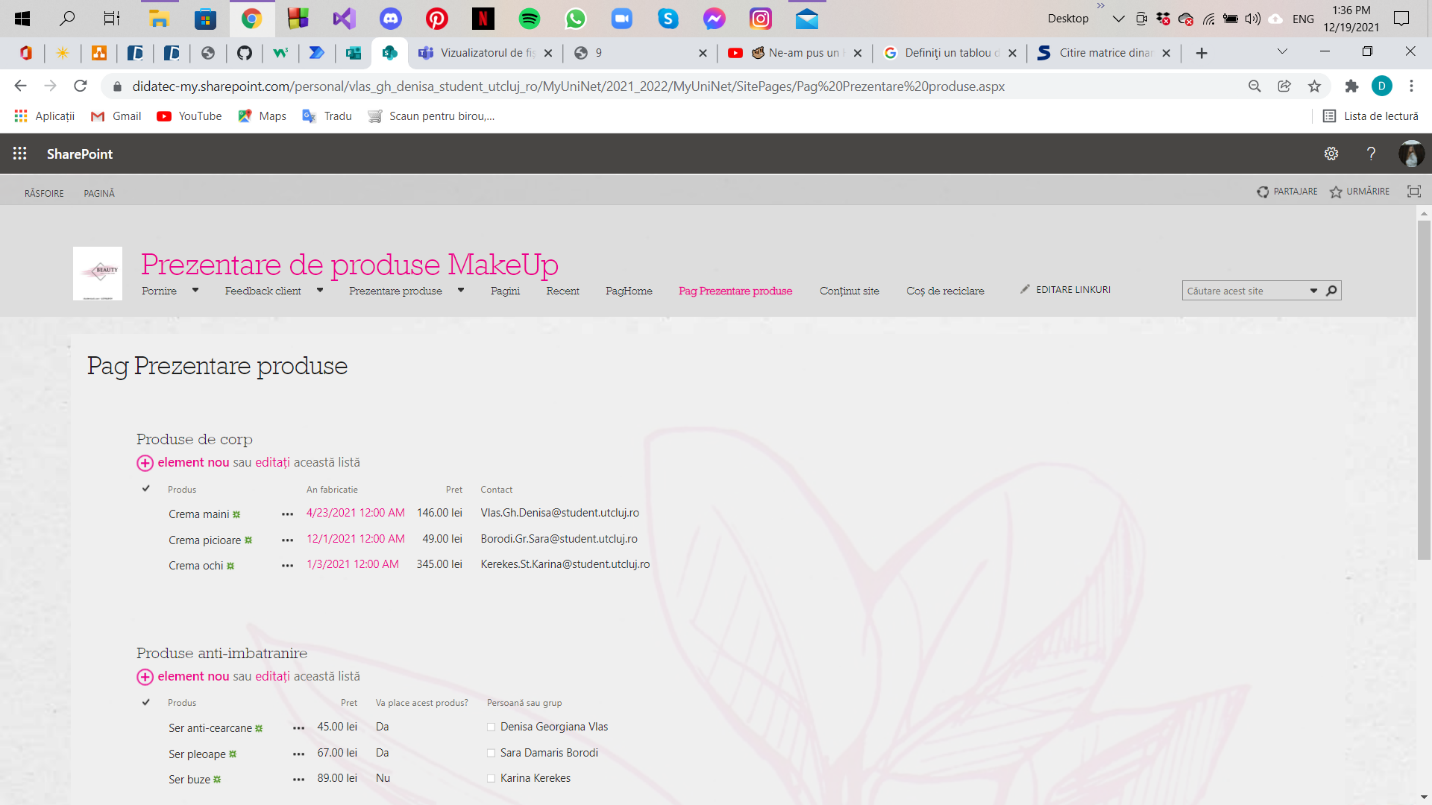 Desktop
»
ENG
1:36 PM
12/19/2021
Vizualizatorul de fiș
9
Ne-am pus un
Definiți un tablou d
Citire matrice dinar
didatec-my.sharepoint.com/personal/vlas_gh_denisa_student_utcluj_ro/MyUniNet/2021_2022/MyUniNet/SitePages/Pag%20Prezentare%20produse.aspx
D
Aplicații
Gmail
YouTube
Maps
Tradu
Scaun pentru birou,...
Lista de lectură
SharePoint
RĂSFOIRE PAGINĂ
PARTAJARE URMĂRIRE
BEAUTY
Prezentare de produse MakeUp
Pornire Feedback client Prezentare produse Pagini Recent PagHome Pag Prezentare produse Conținut site Coș de reciclare EDITARE LINKURI
Căutare acest site
Pag Prezentare produse
Produse de corp
element nou sau editați această listă
Produs An fabricatie Pret Contact
Crema maini ... 4/23/2021 12:00 AM 146.00 lei Vlas.Gh.Denisa@student.utcluj.ro
Crema picioare ... 12/1/2021 12:00 AM 49.00 lei Borodi.Gr.Sara@student.utcluj.ro
Crema ochi ... 1/3/2021 12:00 AM 345.00 lei Kerekes.St.Karina@student.utcluj.ro
Produse anti-imbatranire
element nou sau editați această listă
Produs Pret Va place acest produs? Persoană sau grup
Ser anti-cearcane ... 45.00 lei Da Denisa Georgiana Vlas
Ser pleoape ... 67.00 lei Da Sara Damaris Borodi
Ser buze ... 89.00 lei Nu Karina Kerekes